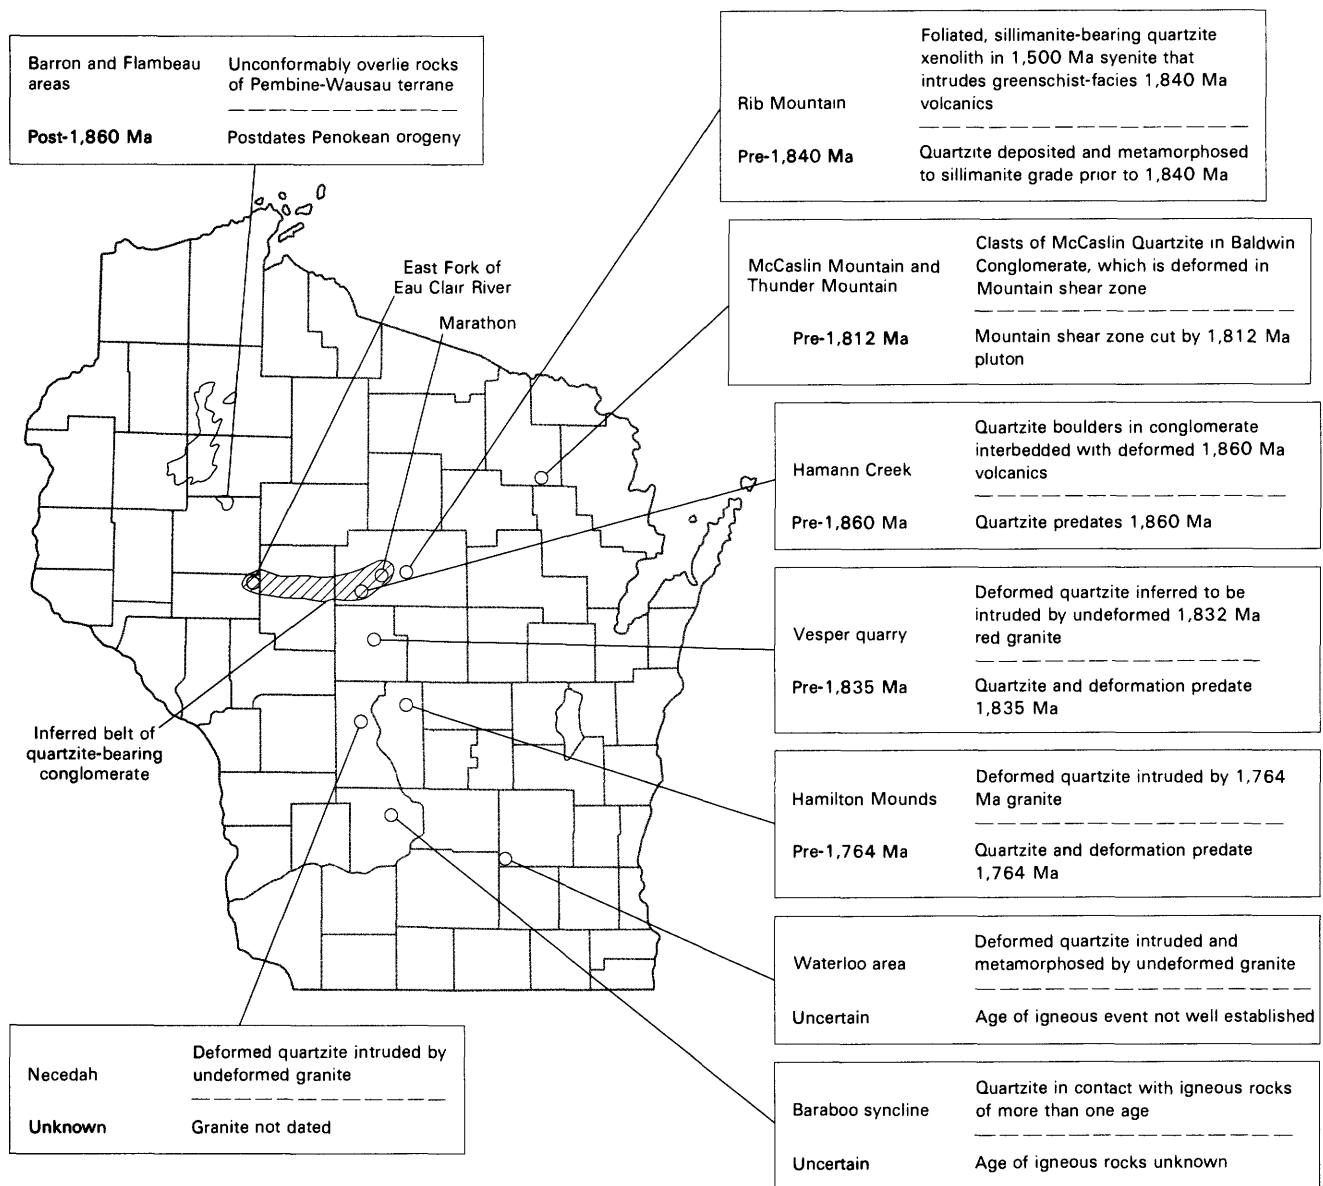 Barron and Flambeau
areas
Unconformably overlie rocks
of Pembine-Wausau terrane
Post-1,860 Ma
Postdates Penokean orogeny
Rib Mountain
Foliated, sillimanite-bearing quartzite
xenolith in 1,500 Ma syenite that
intrudes greenschist-facies 1,840 Ma
volcanics
Pre-1,840 Ma
Quartzite deposited and metamorphosed
to sillimanite grade prior to 1,840 Ma
McCaslin Mountain and
Thunder Mountain
Clasts of McCaslin Quartzite in Baldwin
Conglomerate, which is deformed in
Mountain shear zone
Pre-1,812 Ma
Mountain shear zone cut by 1,812 Ma
pluton
East Fork of
Eau Clair River
Marathon
Hamann Creek
Quartzite boulders in conglomerate
interbedded with deformed 1,860 Ma
volcanics
Pre-1,860 Ma
Quartzite predates 1,860 Ma
Vesper quarry
Deformed quartzite inferred to be
intruded by undeformed 1,832 Ma
red granite
Pre-1,835 Ma
Quartzite and deformation predate
1,835 Ma
Inferred belt of
quartzite-bearing
conglomerate
Hamilton Mounds
Deformed quartzite intruded by 1,764
Ma granite
Pre-1,764 Ma
Quartzite and deformation predate
1,764 Ma
Waterloo area
Deformed quartzite intruded and
metamorphosed by undeformed granite
Uncertain
Age of igneous event not well established
Necedah
Deformed quartzite intruded by
undeformed granite
Unknown
Granite not dated
Baraboo syncline
Quartzite in contact with igneous rocks
of more than one age
Uncertain
Age of igneous rocks unknown